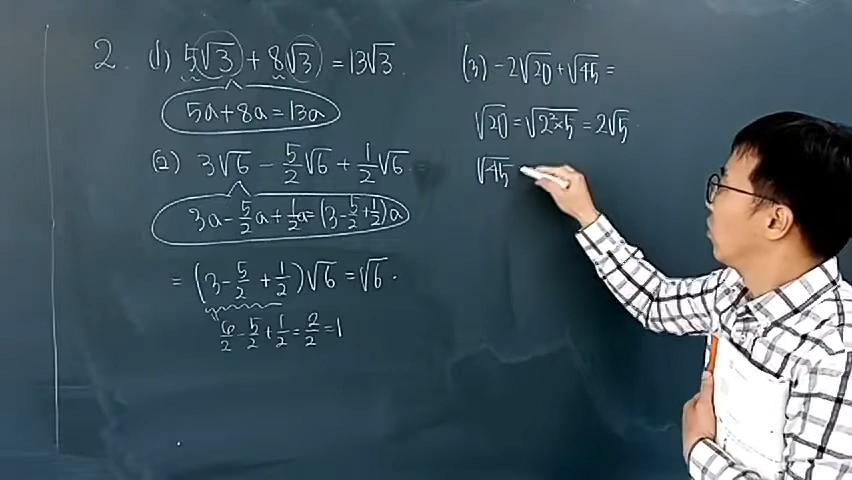 2. (1) 5√3 + 8√3 = 13√3
5a+8a=13a
(2) 3√6 - 5/2√6 + 1/2√6
3a - 5/2a + 1/2a = (3 - 5/2 + 1/2)a
= (3 - 5/2 + 1/2)√6 = √6.
6/2 - 5/2 + 1/2 = 2/2 = 1
(3) -2√20 + √45 =
√20 = √2²×5 = 2√5
√45